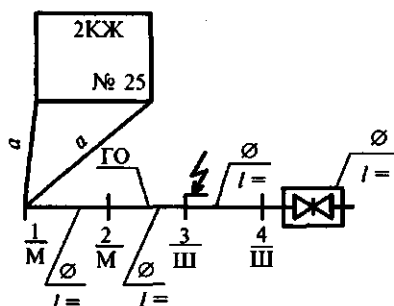 2КЖ
№ 25
a
a
ГО
Ø
l =
Ø
l =
1
М
2
М
3
Ш
4
Ш
Ø
l =
Ø
l =